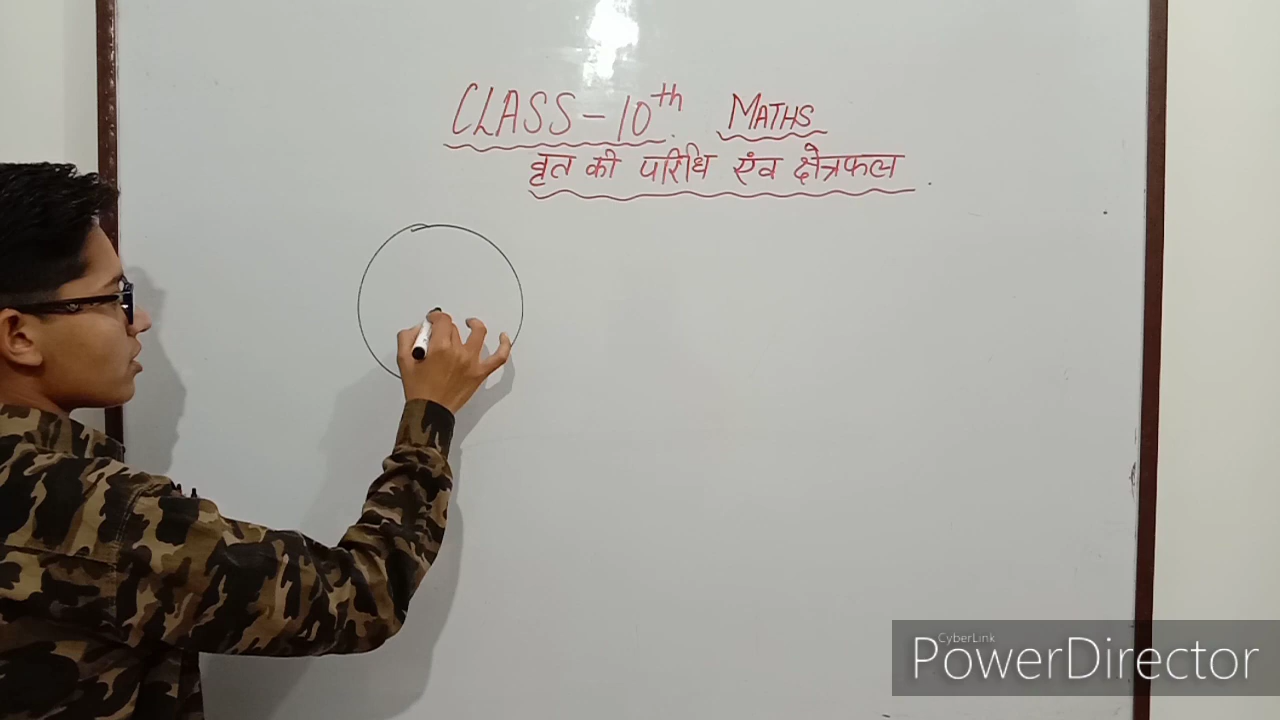 CLASS-10th MATHS
वृत की परिधि एंव क्षेत्रफल
CyberLink
PowerDirector